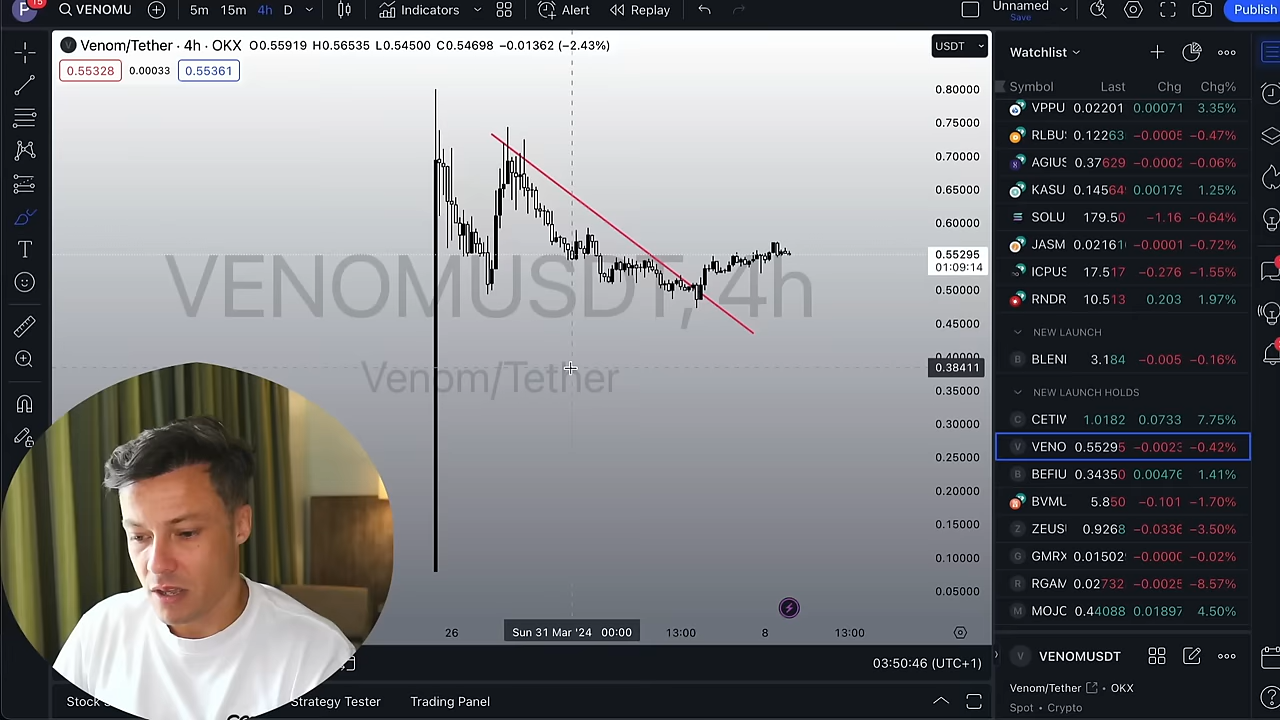 P 15 VENOMU 5m 15m 4h D Indicators Alert Replay Unnamed Save Publish
Venom/Tether · 4h · OKX O0.55919 H0.56535 L0.54500 C0.54698 −0.01362 (−2.43%)
USDT
0.55328 0.00033 0.55361
VENOMUSDT, 4h
Venom/Tether
0.80000
0.75000
0.70000
0.65000
0.60000
0.55295
01:09:14
0.50000
0.45000
0.40000
0.38411
0.35000
0.30000
0.25000
0.20000
0.15000
0.10000
0.05000
26 Sun 31 Mar '24 00:00 13:00 8 13:00
03:50:46 (UTC+1)
Stock Strategy Tester Trading Panel
Watchlist
Symbol Last Chg Chg%
VPPU 0.02201 0.00071 3.35%
RLBU 0.12263 −0.0005 −0.47%
AGIUS 0.37629 −0.0002 −0.06%
KASU 0.14564 0.00179 1.25%
SOLU 179.50 −1.16 −0.64%
JASM 0.02161 −0.0001 −0.72%
ICPUS 17.517 −0.276 −1.55%
RNDR 10.513 0.203 1.97%
NEW LAUNCH
BLENI 3.184 −0.005 −0.16%
NEW LAUNCH HOLDS
CETIW 1.0182 0.0733 7.75%
VENO 0.55295 −0.0023 −0.42%
BEFIU 0.34350 0.00476 1.41%
BVMU 5.850 −0.101 −1.70%
ZEUS 0.9268 −0.0336 −3.50%
GMRX 0.01502 −0.0000 −0.02%
RGAM 0.02732 −0.0025 −8.57%
MOJO 0.44088 0.01897 4.50%
VENOMUSDT
Venom/Tether · OKX
Spot · Crypto